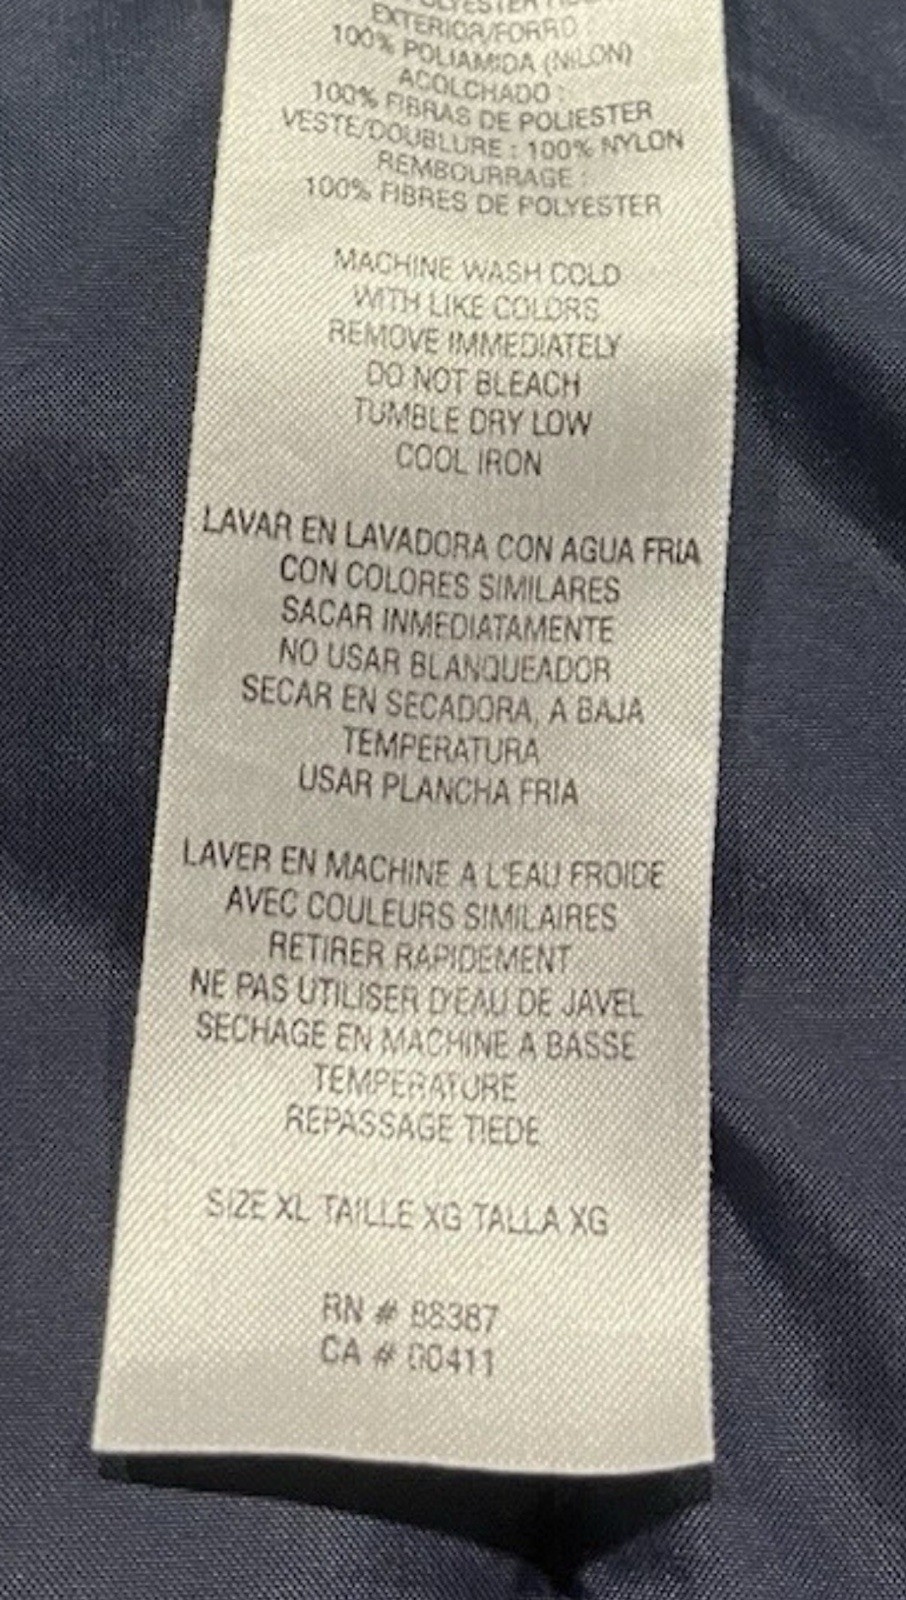 EXTERIOR/FORRO :
100% POLIAMIDA (NILON)
ACOLCHADO :
100% FIBRAS DE POLIESTER
VESTE/DOUBLURE : 100% NYLON
REMBOURRAGE :
100% FIBRES DE POLYESTER
MACHINE WASH COLD
WITH LIKE COLORS
REMOVE IMMEDIATELY
DO NOT BLEACH
TUMBLE DRY LOW
COOL IRON
LAVAR EN LAVADORA CON AGUA FRIA
CON COLORES SIMILARES
SACAR INMEDIATAMENTE
NO USAR BLANQUEADOR
SECAR EN SECADORA, A BAJA
TEMPERATURA
USAR PLANCHA FRIA
LAVER EN MACHINE A L'EAU FROIDE
AVEC COULEURS SIMILAIRES
RETIRER RAPIDEMENT
NE PAS UTILISER D'EAU DE JAVEL
SECHAGE EN MACHINE A BASSE
TEMPERATURE
REPASSAGE TIEDE
SIZE XL TAILLE XG TALLA XG
RN # 88387
CA # 00411